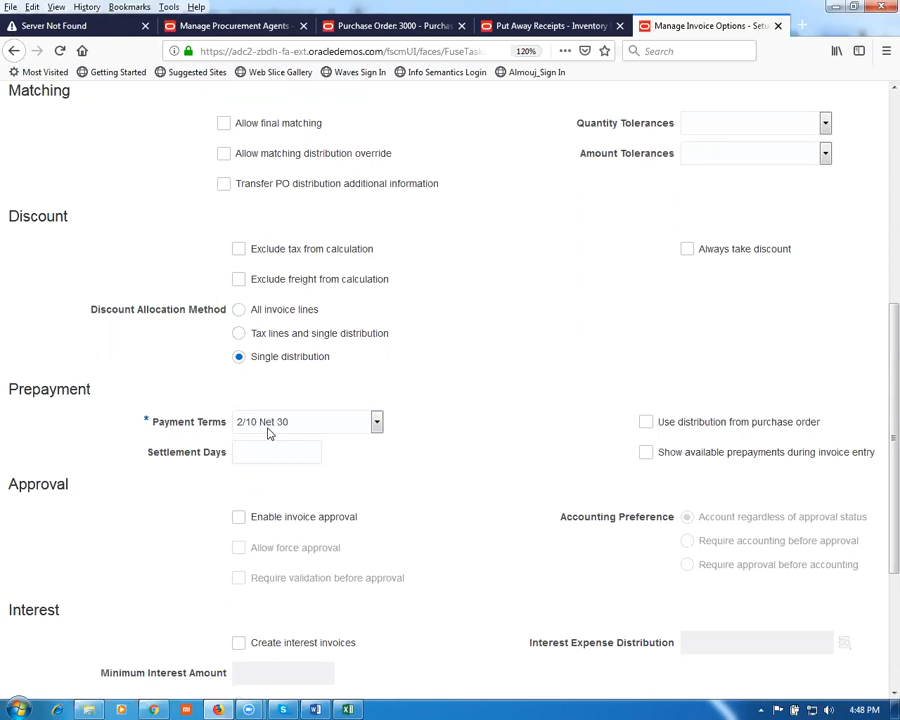 File Edit View History Bookmarks Tools Help
Server Not Found
Manage Procurement Agents -
Purchase Order: 3000 - Purchas
Put Away Receipts - Inventory
Manage Invoice Options - Setu
https://adc2-zbdh-fa-ext.oracledemos.com/fscmUI/faces/FuseTask
120%
Search
Most Visited Getting Started Suggested Sites Web Slice Gallery Waves Sign In Info Semantics Login Almouj_Sign In
Matching
Allow final matching
Quantity Tolerances
Allow matching distribution override
Amount Tolerances
Transfer PO distribution additional information
Discount
Exclude tax from calculation
Always take discount
Exclude freight from calculation
Discount Allocation Method
All invoice lines
Tax lines and single distribution
Single distribution
Prepayment
* Payment Terms 2/10 Net 30
Use distribution from purchase order
Settlement Days
Show available prepayments during invoice entry
Approval
Enable invoice approval
Accounting Preference Account regardless of approval status
Allow force approval
Require accounting before approval
Require validation before approval
Require approval before accounting
Interest
Create interest invoices
Interest Expense Distribution
Minimum Interest Amount
4:48 PM